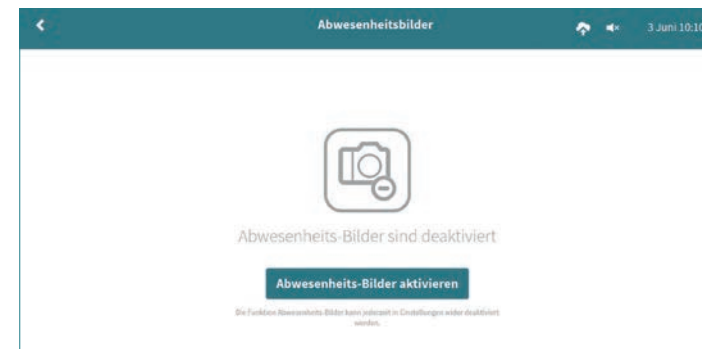 Abwesenheitsbilder
3 Juni 10:10
Abwesenheits-Bilder sind deaktiviert
Abwesenheits-Bilder aktivieren
Die Funktion Abwesenheits-Bilder kann jederzeit in Einstellungen wider deaktiviert
werden.